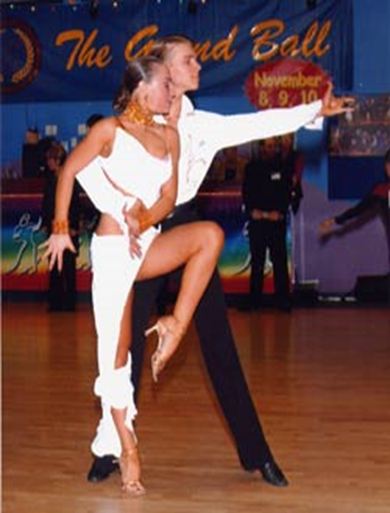 The Grand Ball
November
8, 9, 10